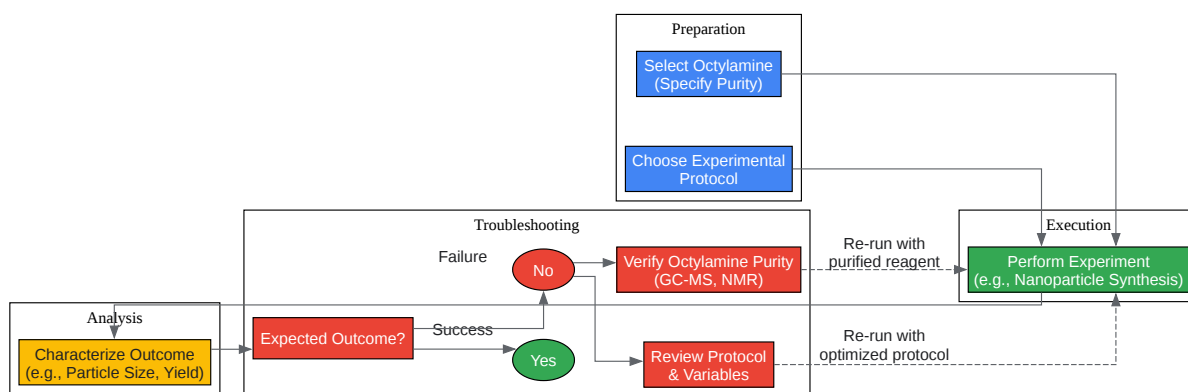 Preparation
Select Octylamine
(Specify Purity)
Choose Experimental
Protocol
Troubleshooting
Execution
Failure
No
Verify Octylamine Purity
(GC-MS, NMR)
Re-run with
purified reagent
Perform Experiment
(e.g., Nanoparticle Synthesis)
Analysis
Characterize Outcome
(e.g., Particle Size, Yield)
Expected Outcome?
Success
Yes
Review Protocol
& Variables
Re-run with
optimized protocol